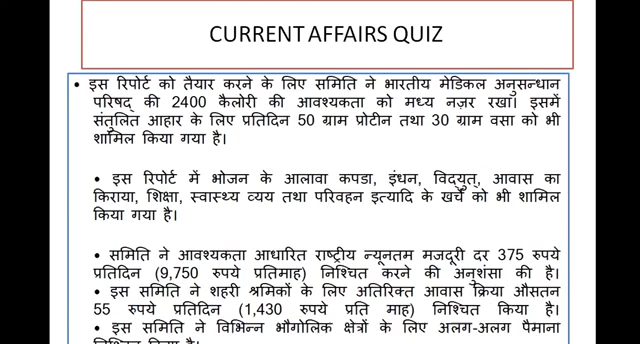 CURRENT AFFAIRS QUIZ
• इस रिपोर्ट को तैयार करने के लिए समिति ने भारतीय मेडिकल अनुसन्धान
परिषद् की 2400 कैलोरी की आवश्यकता को मध्य नज़र रखा। इसमें
संतुलित आहार के लिए प्रतिदिन 50 ग्राम प्रोटीन तथा 30 ग्राम वसा को भी
शामिल किया गया है।
• इस रिपोर्ट में भोजन के आलावा कपडा, इंधन, विद्युत्, आवास का
किराया, शिक्षा, स्वास्थ्य व्यय तथा परिवहन इत्यादि के खर्चे को भी शामिल
किया गया है।
• समिति ने आवश्यकता आधारित राष्ट्रीय न्यूनतम मजदूरी दर 375 रुपये
प्रतिदिन (9,750 रुपये प्रतिमाह) निश्चित करने की अनुशंसा की है।
• इस समिति ने शहरी श्रमिकों के लिए अतिरिक्त आवास क्रिया औसतन
55 रुपये प्रतिदिन (1,430 रुपये प्रति माह) निश्चित किया है।
• इस समिति ने विभिन्न भौगोलिक क्षेत्रों के लिए अलग-अलग पैमाना